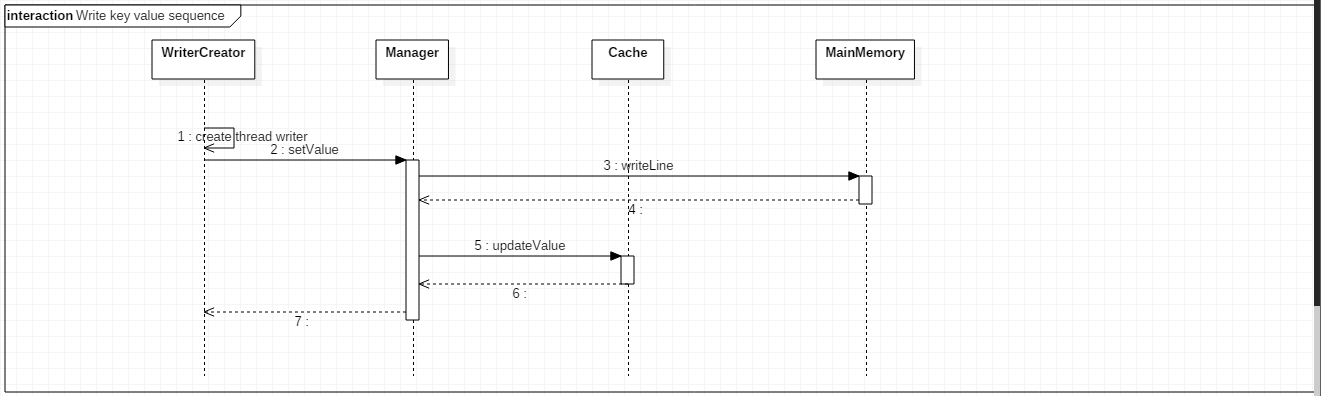 interaction Write key value sequence
WriterCreator
Manager
Cache
MainMemory
1 : create thread writer
2 : setValue
3 : writeLine
4 :
5 : updateValue
6 :
7 :